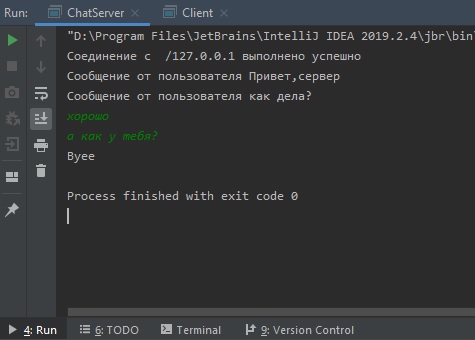 Run: ChatServer × Client ×
"D:\Program Files\JetBrains\IntelliJ IDEA 2019.2.4\jbr\bin
Соединение с  /127.0.0.1 выполнено успешно
Сообщение от пользователя Привет,сервер
Сообщение от пользователя как дела?
хорошо
а как у тебя?
Byee
Process finished with exit code 0
4: Run 6: TODO Terminal 9: Version Control